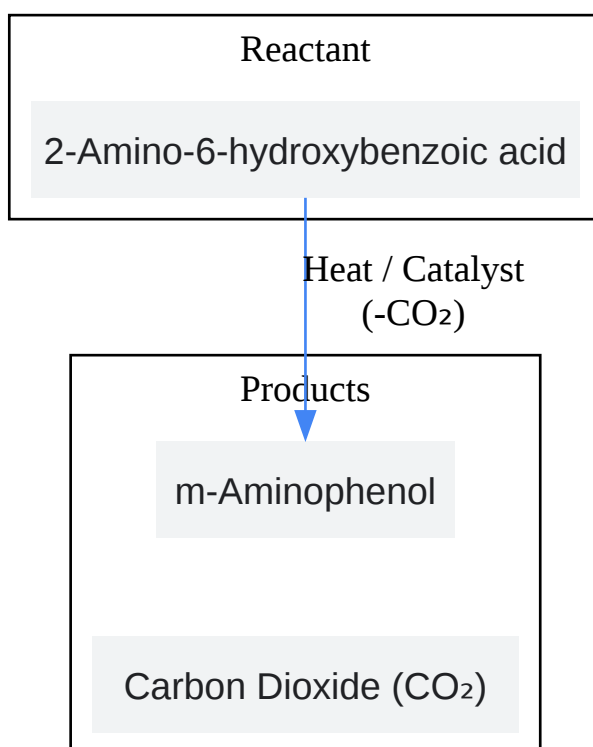 Reactant
2-Amino-6-hydroxybenzoic acid
Heat / Catalyst
(-CO₂)
Products
m-Aminophenol
Carbon Dioxide (CO₂)